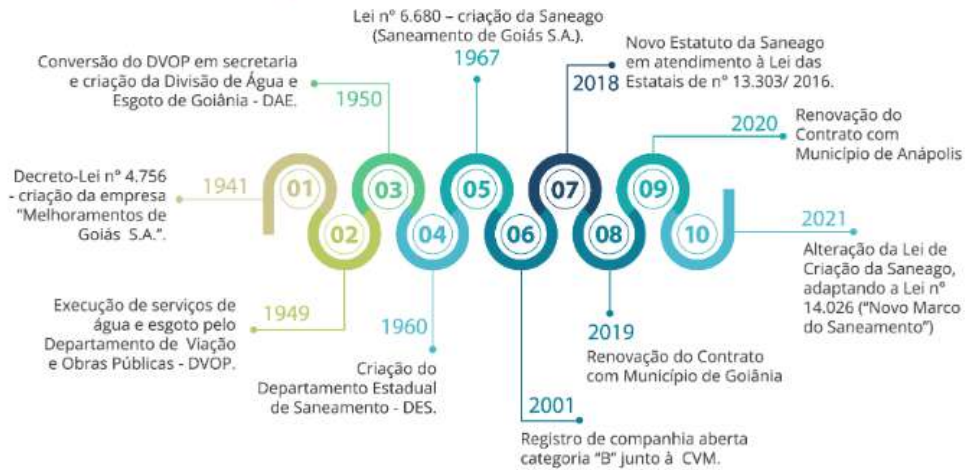 1941
Decreto-Lei nº 4.756
- criação da empresa
"Melhoramentos de
Goiás S.A.".
01
1949
Execução de serviços de
água e esgoto pelo
Departamento de Viação
e Obras Públicas - DVOP.
02
Conversão do DVOP em secretaria
e criação da Divisão de Água e
Esgoto de Goiânia - DAE.
1950
03
1960
Criação do
Departamento Estadual
de Saneamento - DES.
04
Lei nº 6.680 – criação da Saneago
(Saneamento de Goiás S.A.).
1967
05
2001
Registro de companhia aberta
categoria "B" junto à CVM.
06
Novo Estatuto da Saneago
em atendimento à Lei das
Estatais de nº 13.303/ 2016.
2018
07
2019
Renovação do Contrato
com Município de Goiânia
08
2020
Renovação do
Contrato com
Município de Anápolis
09
2021
Alteração da Lei de
Criação da Saneago,
adaptando a Lei nº
14.026 ("Novo Marco
do Saneamento")
10